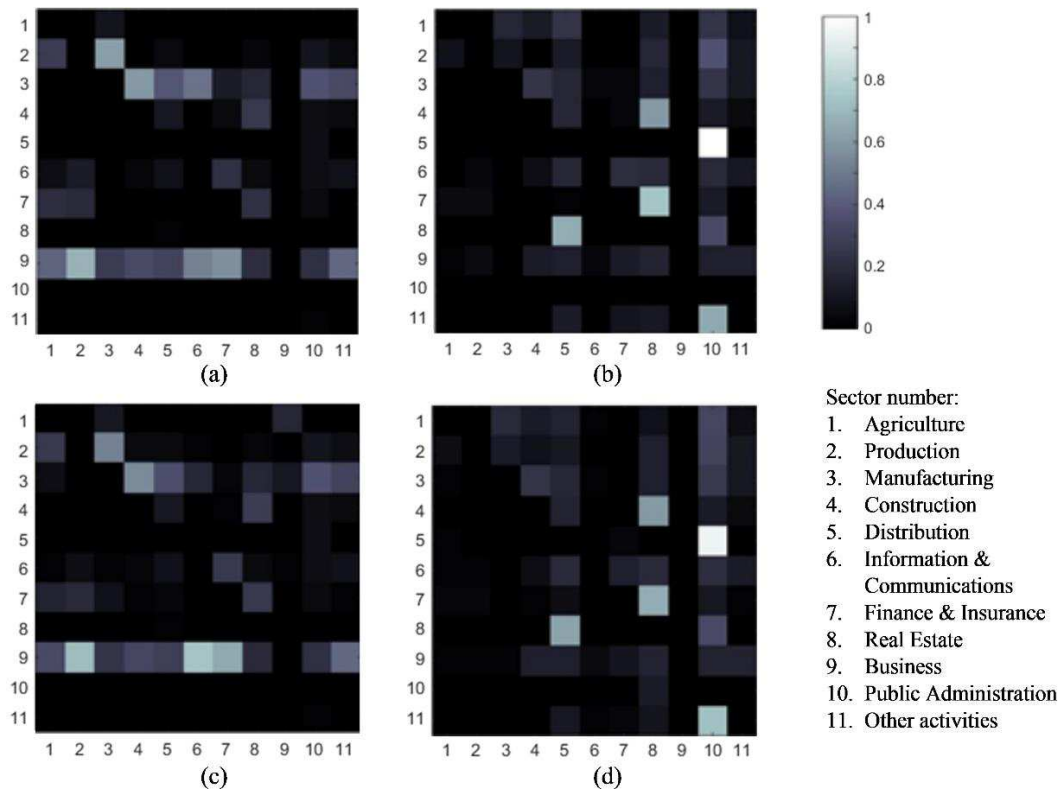 1
2
3
4
5
6
7
8
9
10
11
1 2 3 4 5 6 7 8 9 10 11
(a)
1
2
3
4
5
6
7
8
9
10
11
1 2 3 4 5 6 7 8 9 10 11
(b)
1
0.8
0.6
0.4
0.2
0
1
2
3
4
5
6
7
8
9
10
11
1 2 3 4 5 6 7 8 9 10 11
(c)
1
2
3
4
5
6
7
8
9
10
11
1 2 3 4 5 6 7 8 9 10 11
(d)
Sector number:
1. Agriculture
2. Production
3. Manufacturing
4. Construction
5. Distribution
6. Information &
Communications
7. Finance & Insurance
8. Real Estate
9. Business
10. Public Administration
11. Other activities